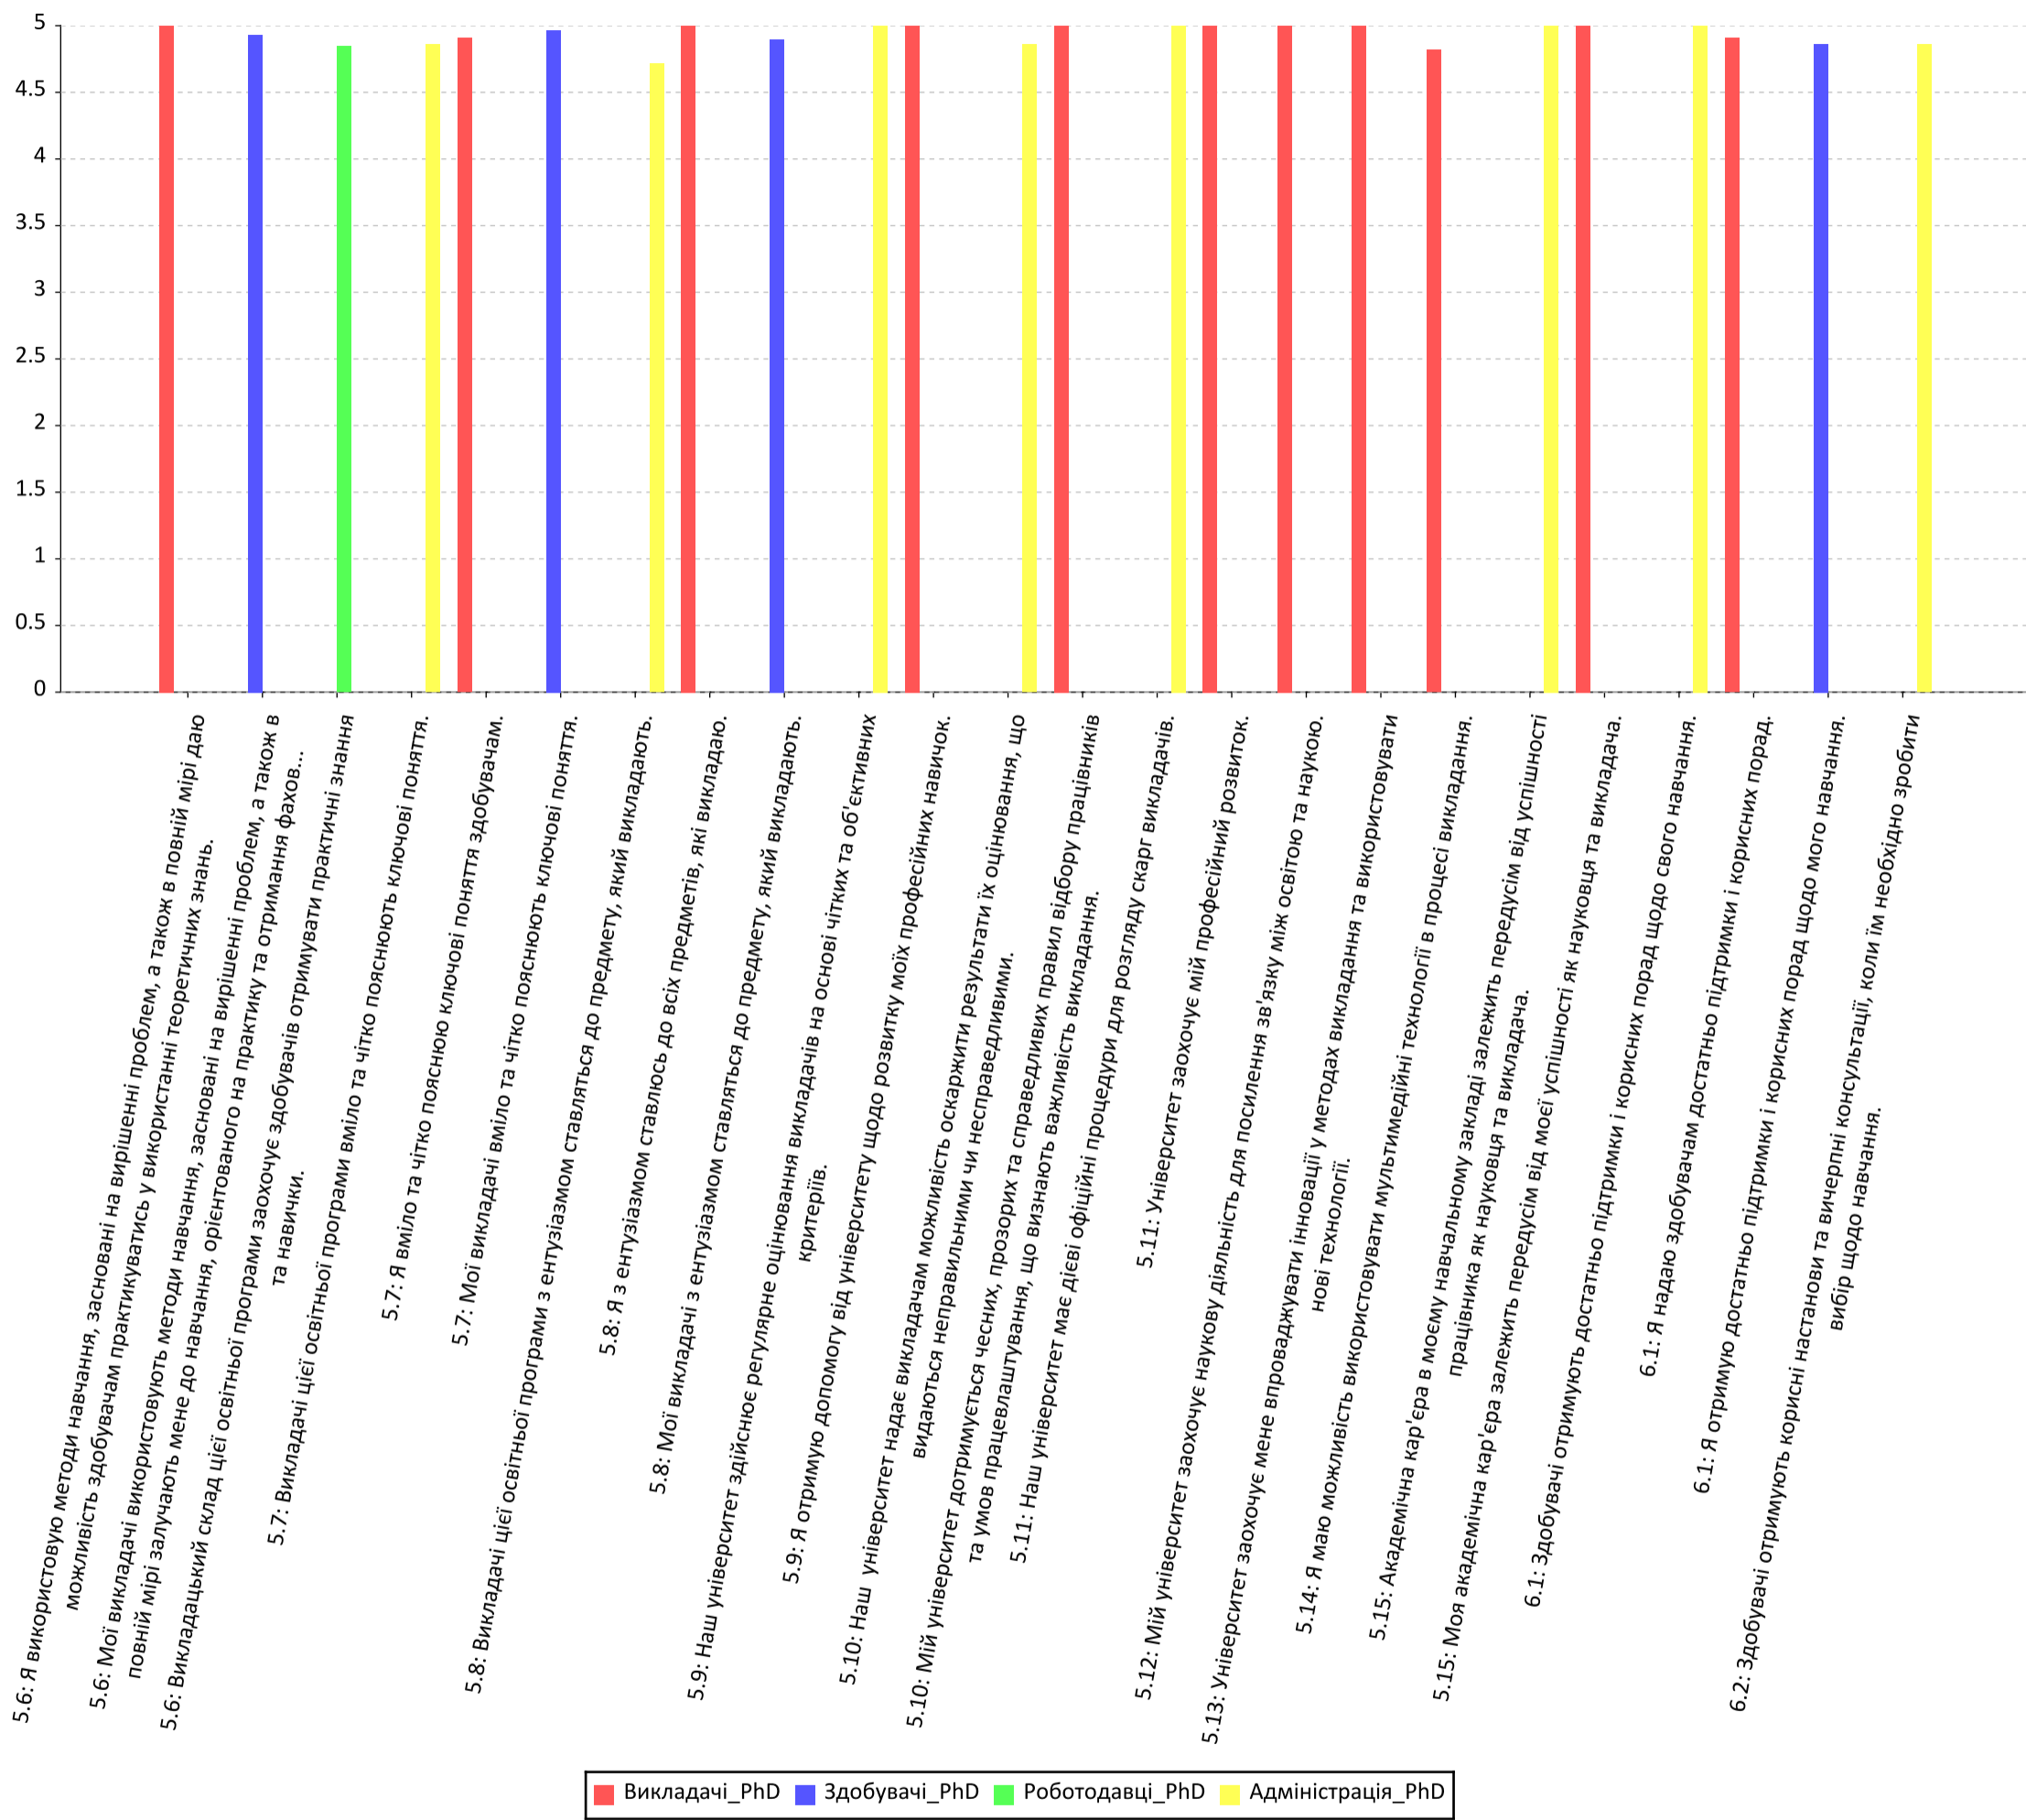 5
4.5
4
3.5
3
2.5
2
1.5
1
0.5
0
5.6: Я використовую методи навчання, засновані на вирішенні проблем, а також в повній мірі даю
можливість здобувачам практикуватись у використанні теоретичних знань.
5.6: Мої викладачі використовують методи навчання, засновані на вирішенні проблем, а також в
повній мірі залучають мене до навчання, орієнтованого на практику та отримання фахов...
5.6: Викладацький склад цієї освітньої програми заохочує здобувачів отримувати практичні знання
та навички.
5.7: Викладачі цієї освітньої програми вміло та чітко пояснюють ключові поняття.
5.7: Я вміло та чітко пояснюю ключові поняття здобувачам.
5.7: Мої викладачі вміло та чітко пояснюють ключові поняття.
5.8: Викладачі цієї освітньої програми з ентузіазмом ставляться до предмету, який викладають.
5.8: Я з ентузіазмом ставлюсь до всіх предметів, які викладаю.
5.8: Мої викладачі з ентузіазмом ставляться до предмету, який викладають.
5.9: Наш університет здійснює регулярне оцінювання викладачів на основі чітких та об'єктивних
критеріїв.
5.9: Я отримую допомогу від університету щодо розвитку моїх професійних навичок.
5.10: Наш  університет надає викладачам можливість оскаржити результати їх оцінювання, що
видаються неправильними чи несправедливими.
5.10: Мій університет дотримується чесних, прозорих та справедливих правил відбору працівників
та умов працевлаштування, що визнають важливість викладання.
5.11: Наш університет має дієві офіційні процедури для розгляду скарг викладачів.
5.11: Університет заохочує мій професійний розвиток.
5.12: Мій університет заохочує наукову діяльність для посилення зв'язку між освітою та наукою.
5.13: Університет заохочує мене впроваджувати інновації у методах викладання та використовувати
нові технології.
5.14: Я маю можливість використовувати мультимедійні технології в процесі викладання.
5.15: Академічна кар'єра в моєму навчальному закладі залежить передусім від успішності
працівника як науковця та викладача.
5.15: Моя академічна кар'єра залежить передусім від моєї успішності як науковця та викладача.
6.1: Здобувачі отримують достатньо підтримки і корисних порад щодо свого навчання.
6.1: Я надаю здобувачам достатньо підтримки і корисних порад.
6.1: Я отримую достатньо підтримки і корисних порад щодо мого навчання.
6.2: Здобувачі отримують корисні настанови та вичерпні консультації, коли їм необхідно зробити
вибір щодо навчання.
Викладачі_PhD
Здобувачі_PhD
Роботодавці_PhD
Адміністрація_PhD